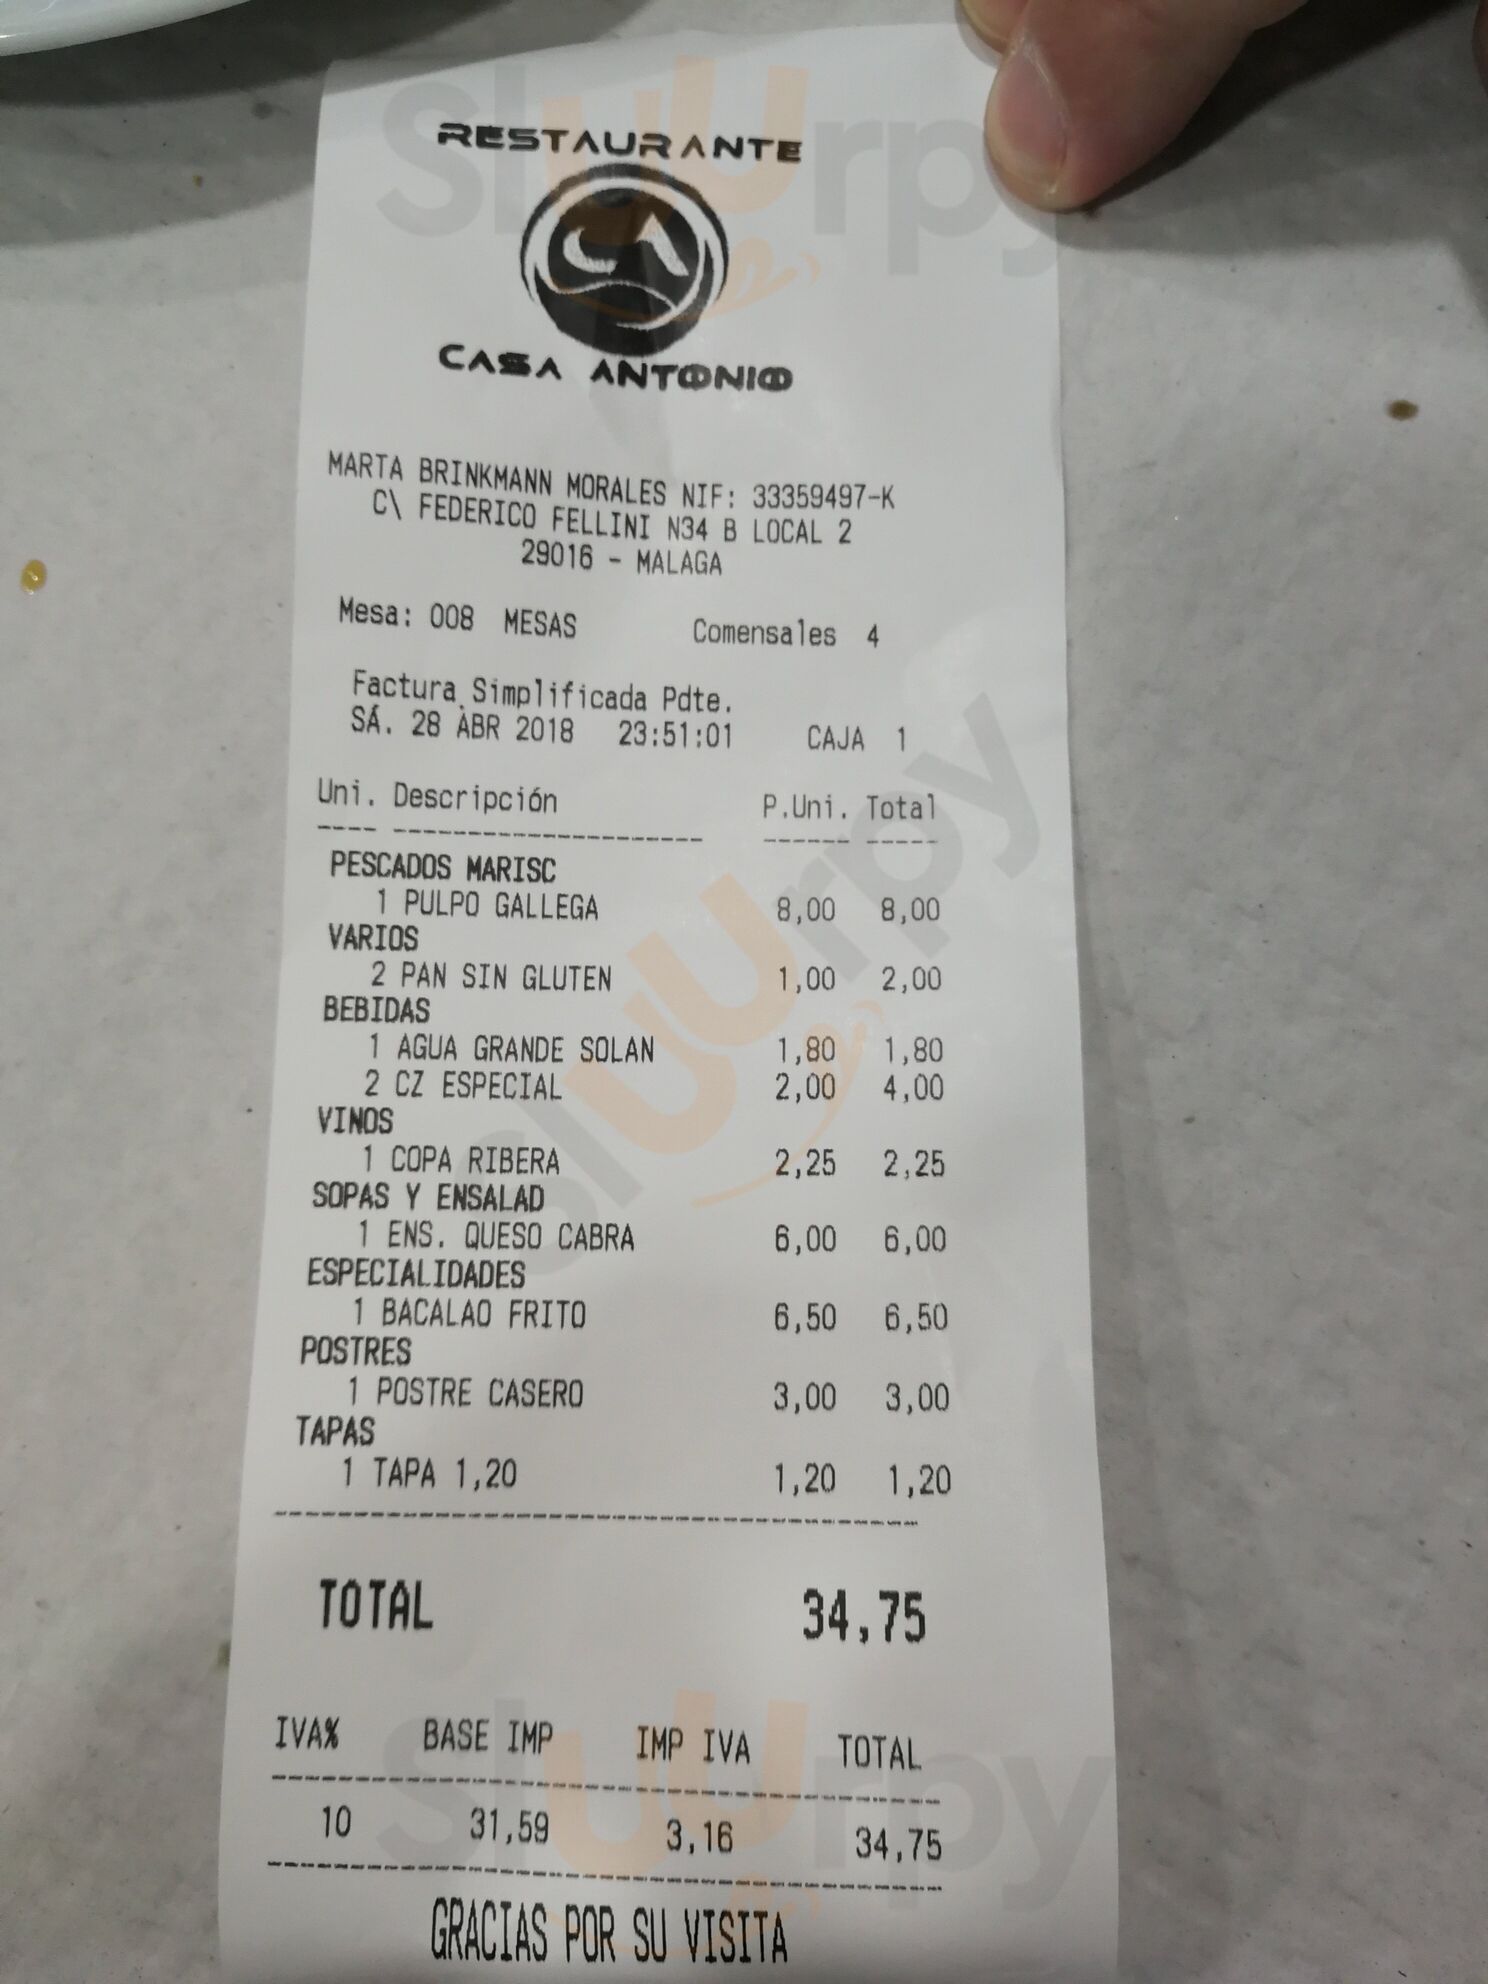 RESTAURANTE
CA
CASA ANTONIO
MARTA BRINKMANN MORALES NIF: 33359497-K
C\ FEDERICO FELLINI N34 B LOCAL 2
29016 - MALAGA
Mesa: 008 MESAS Comensales 4
Factura Simplificada Pdte.
SÁ. 28 ABR 2018 23:51:01 CAJA 1
Uni. Descripción P.Uni. Total
PESCADOS MARISC
1 PULPO GALLEGA 8,00 8,00
VARIOS
2 PAN SIN GLUTEN 1,00 2,00
BEBIDAS
1 AGUA GRANDE SOLAN 1,80 1,80
2 CZ ESPECIAL 2,00 4,00
VINOS
1 COPA RIBERA 2,25 2,25
SOPAS Y ENSALAD
1 ENS. QUESO CABRA 6,00 6,00
ESPECIALIDADES
1 BACALAO FRITO 6,50 6,50
POSTRES
1 POSTRE CASERO 3,00 3,00
TAPAS
1 TAPA 1,20 1,20 1,20
TOTAL 34,75
IVA% BASE IMP IMP IVA TOTAL
10 31,59 3,16 34,75
GRACIAS POR SU VISITA
Sluurpy
Sluurpy
Sluurpy